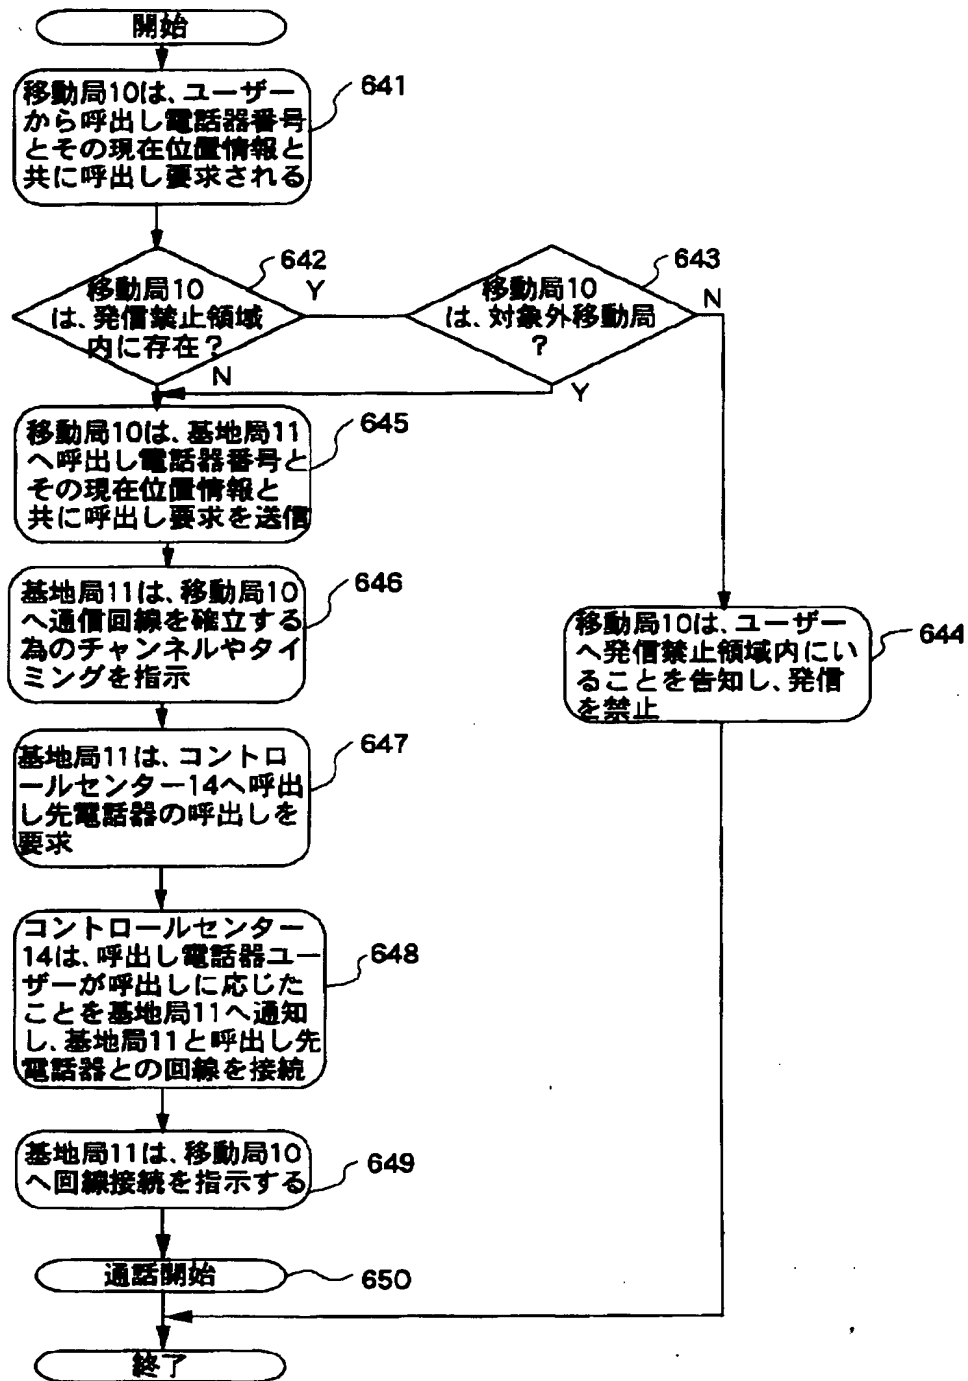 開始
移動局10は、ユーザー
から呼出し電話器番号
とその現在位置情報と
共に呼出し要求される
641
移動局10
は、発信禁止領域
内に存在?
642
Y
N
移動局10
は、対象外移動局
?
643
N
Y
移動局10は、基地局11
へ呼出し電話器番号と
その現在位置情報と
共に呼出し要求を送信
645
基地局11は、移動局10
へ通信回線を確立する
為のチャンネルやタイ
ミングを指示
646
移動局10は、ユーザー
へ発信禁止領域内にい
ることを告知し、発信
を禁止
644
基地局11は、コントロ
ールセンター14へ呼出
し先電話器の呼出しを
要求
647
コントロールセンター
14は、呼出し電話器ユー
ザーが呼出しに応じた
ことを基地局11へ通知
し、基地局11と呼出し先
電話器との回線を接続
648
基地局11は、移動局10
へ回線接続を指示する
649
通話開始
650
終了